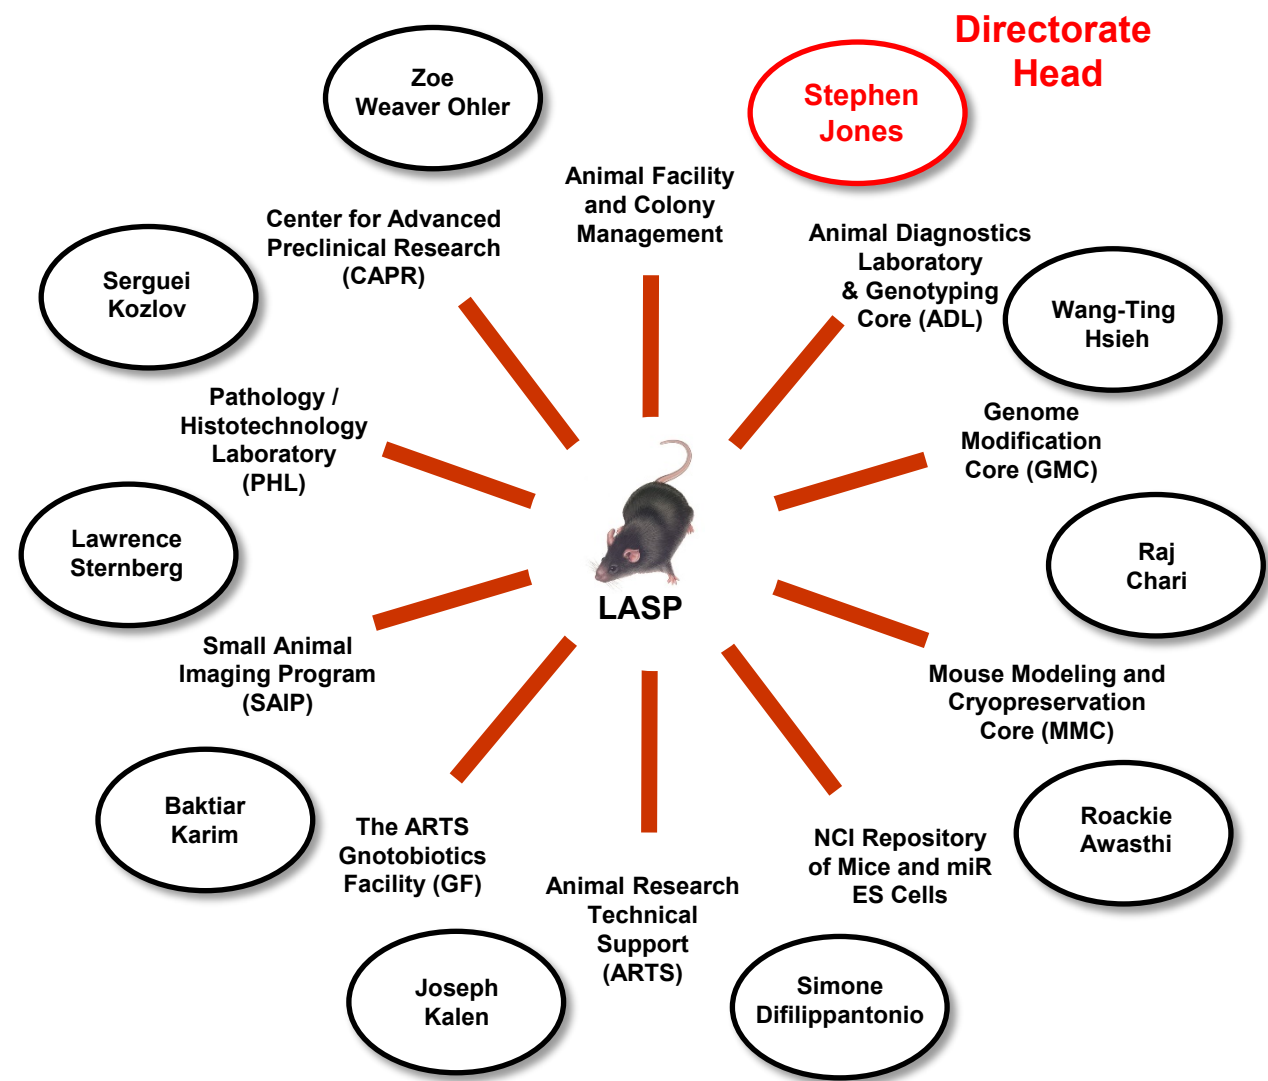 Directorate
Head
Stephen
Jones
Zoe
Weaver Ohler
Animal Facility
and Colony
Management
Center for Advanced
Preclinical Research
(CAPR)
Animal Diagnostics
Laboratory
& Genotyping
Core (ADL)
Serguei
Kozlov
Wang-Ting
Hsieh
Pathology /
Histotechnology
Laboratory
(PHL)
Genome
Modification
Core (GMC)
Lawrence
Sternberg
Raj
Chari
LASP
Small Animal
Imaging Program
(SAIP)
Mouse Modeling and
Cryopreservation
Core (MMC)
Baktiar
Karim
Roackie
Awasthi
The ARTS
Gnotobiotics
Facility (GF)
NCI Repository
of Mice and miR
ES Cells
Animal Research
Technical
Support
(ARTS)
Joseph
Kalen
Simone
Difilippantonio